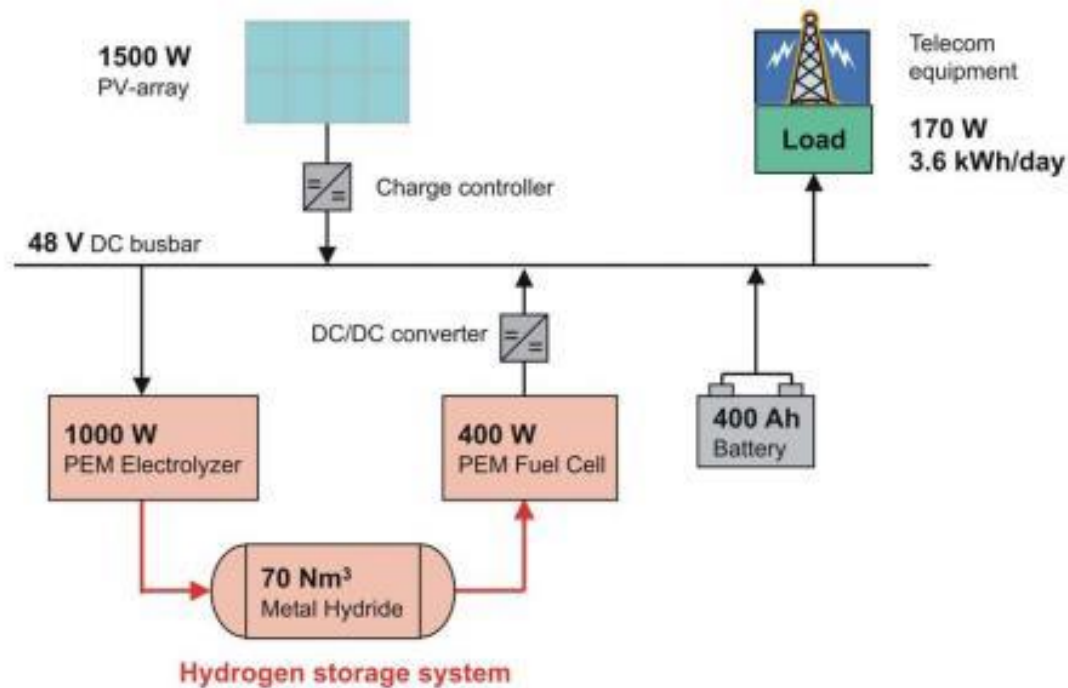 1500 W
PV-array
Telecom
equipment
Load
170 W
3.6 kWh/day
Charge controller
48 V DC busbar
DC/DC converter
1000 W
PEM Electrolyzer
400 W
PEM Fuel Cell
400 Ah
Battery
70 Nm³
Metal Hydride
Hydrogen storage system